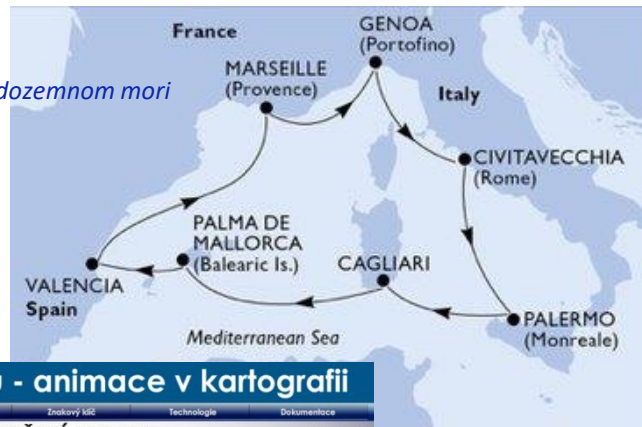 dozemnom mori
France
GENOA
(Portofino)
MARSEILLE
(Provence)
Italy
CIVITAVECCHIA
(Rome)
PALMA DE
MALLORCA
(Balearic Is.)
CAGLIARI
VALENCIA
Spain
PALERMO
(Monreale)
Mediterranean Sea
- animace v kartografii
Znakový klíč
Technologie
Dokumentace